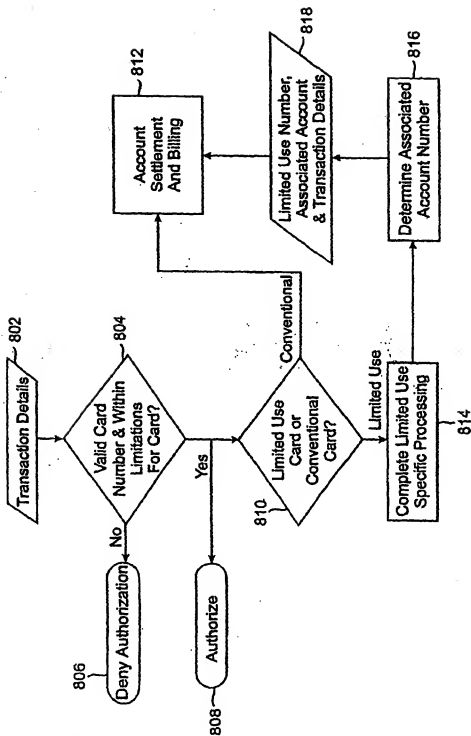 802
Transaction Details
804
Valid Card
Number & Within
Limitations
For Card?
No
806
Deny Authorization
Yes
808
Authorize
810
Limited Use
Card or
Conventional
Card?
Conventional
812
Account
Settlement
And Billing
Limited Use
Complete Limited Use
Specific Processing
814
Determine Associated
Account Number
816
Limited Use Number,
Associated Account
& Transaction Details
818